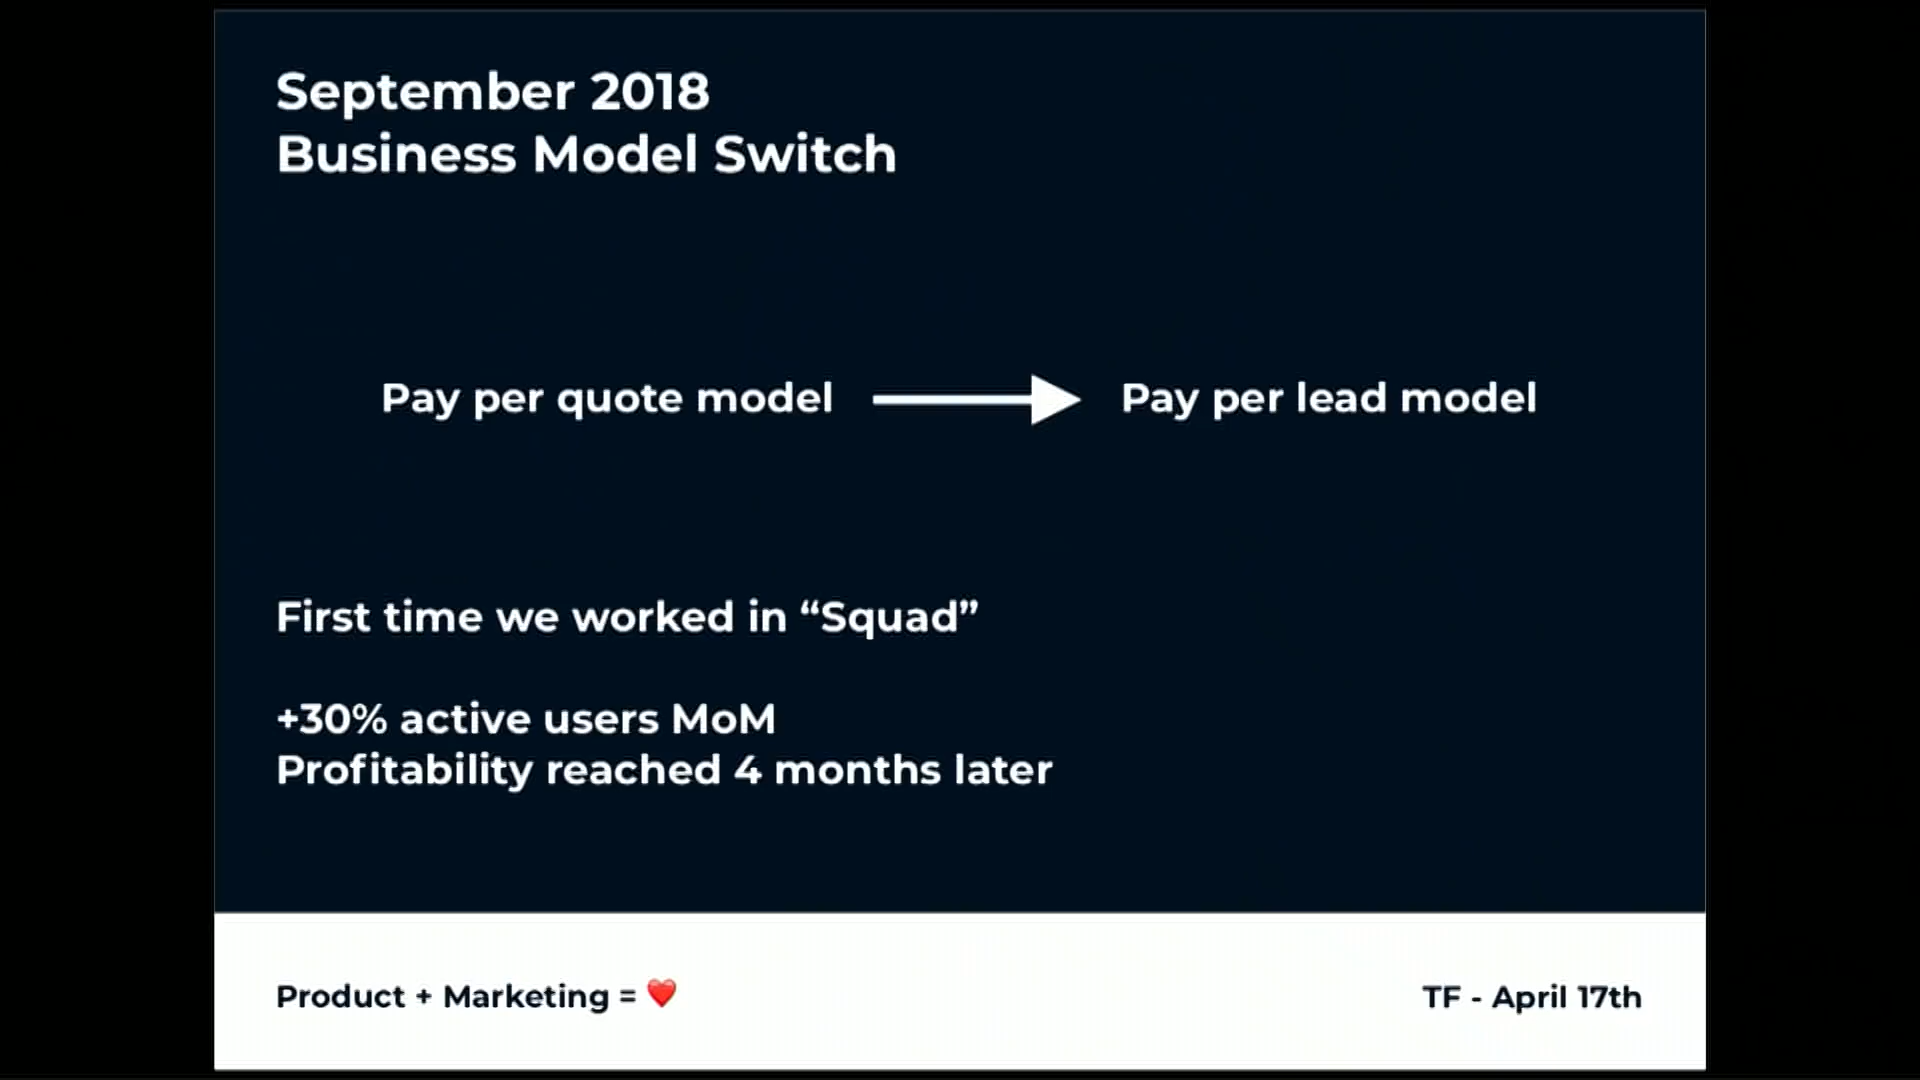 September 2018
Business Model Switch
Pay per quote model
Pay per lead model
First time we worked in “Squad”
+30% active users MoM
Profitability reached 4 months later
Product + Marketing = ❤️
TF - April 17th